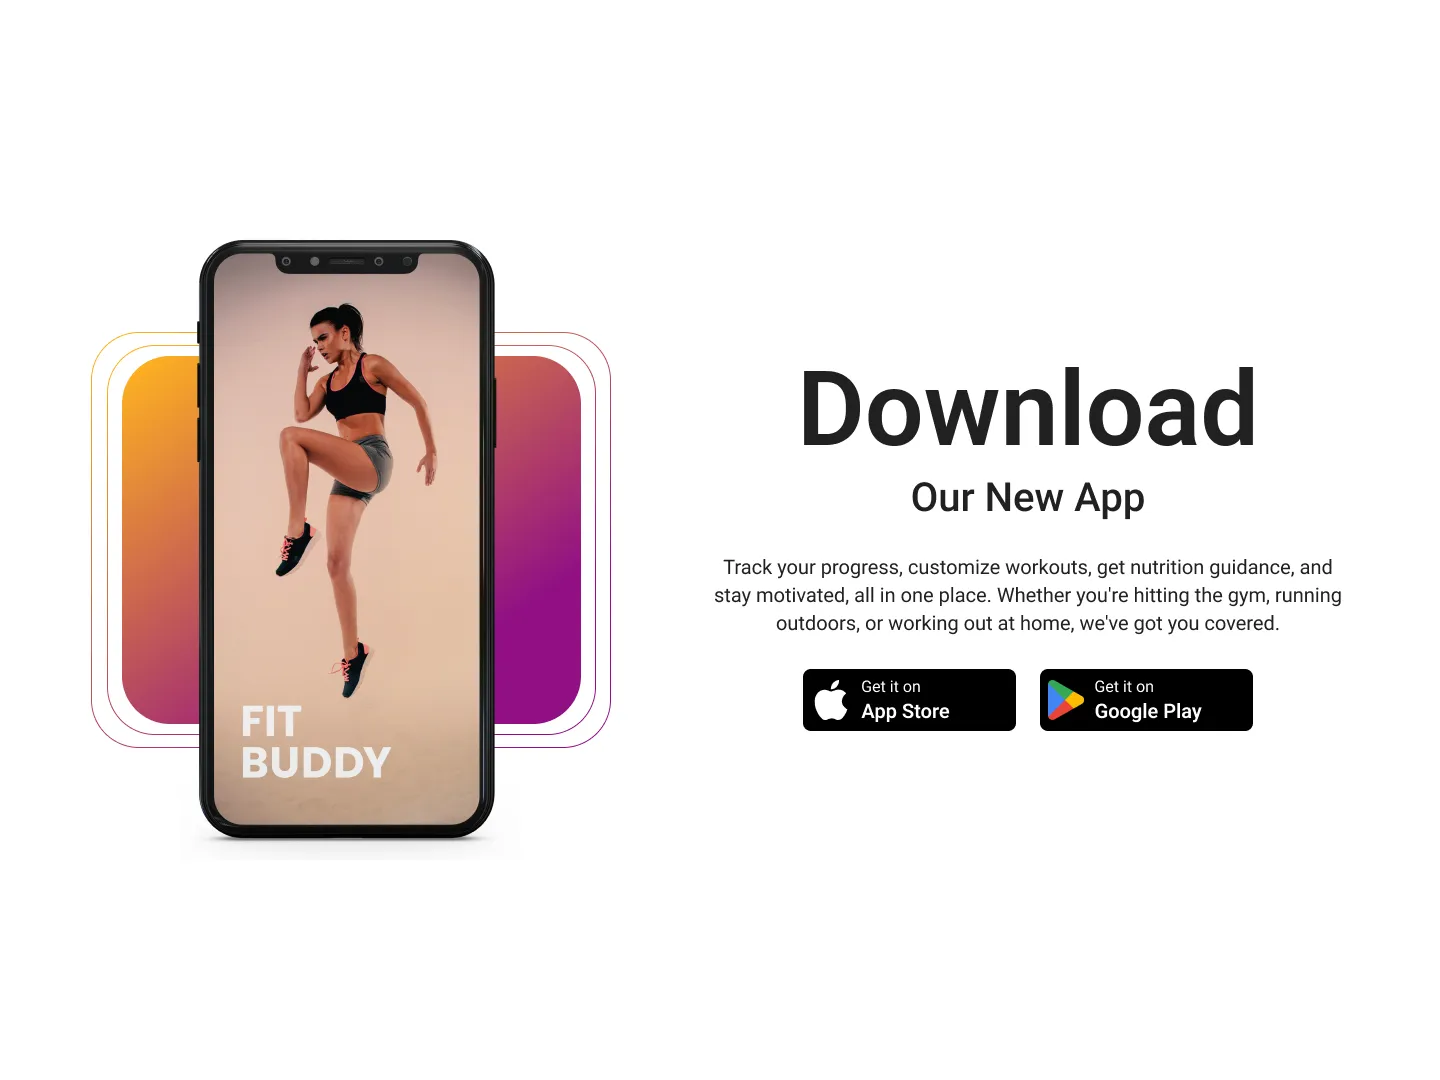 FIT
BUDDY
Download
Our New App
Track your progress, customize workouts, get nutrition guidance, and
stay motivated, all in one place. Whether you're hitting the gym, running
outdoors, or working out at home, we've got you covered.
Get it on
App Store
Get it on
Google Play